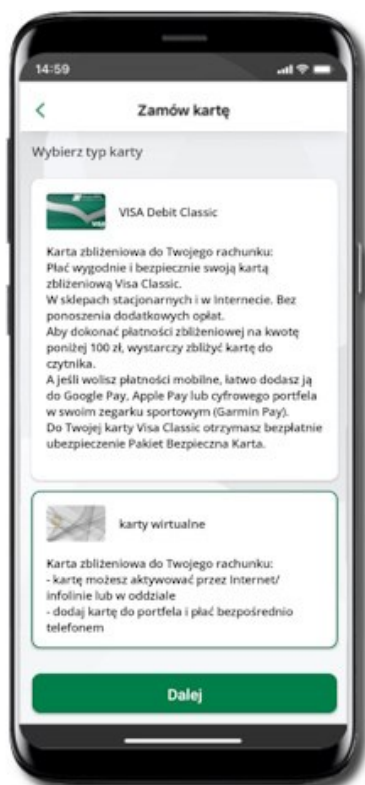 14:59
Zamów kartę
Wybierz typ karty
VISA Debit Classic
Karta zbliżeniowa do Twojego rachunku:
Płać wygodnie i bezpiecznie swoją kartą
zbliżeniową Visa Classic.
W sklepach stacjonarnych i w Internecie. Bez
ponoszenia dodatkowych opłat.
Aby dokonać płatności zbliżeniowej na kwotę
poniżej 100 zł, wystarczy zbliżyć kartę do
czytnika.
A jeśli wolisz płatności mobilne, łatwo dodasz ją
do Google Pay, Apple Pay lub cyfrowego portfela
w swoim zegarku sportowym (Garmin Pay).
Do Twojej karty Visa Classic otrzymasz bezpłatnie
ubezpieczenie Pakiet Bezpieczna Karta.
karty wirtualne
Karta zbliżeniowa do Twojego rachunku:
- kartę możesz aktywować przez Internet/
infolinie lub w oddziale
- dodaj kartę do portfela i płać bezpośrednio
telefonem
Dalej